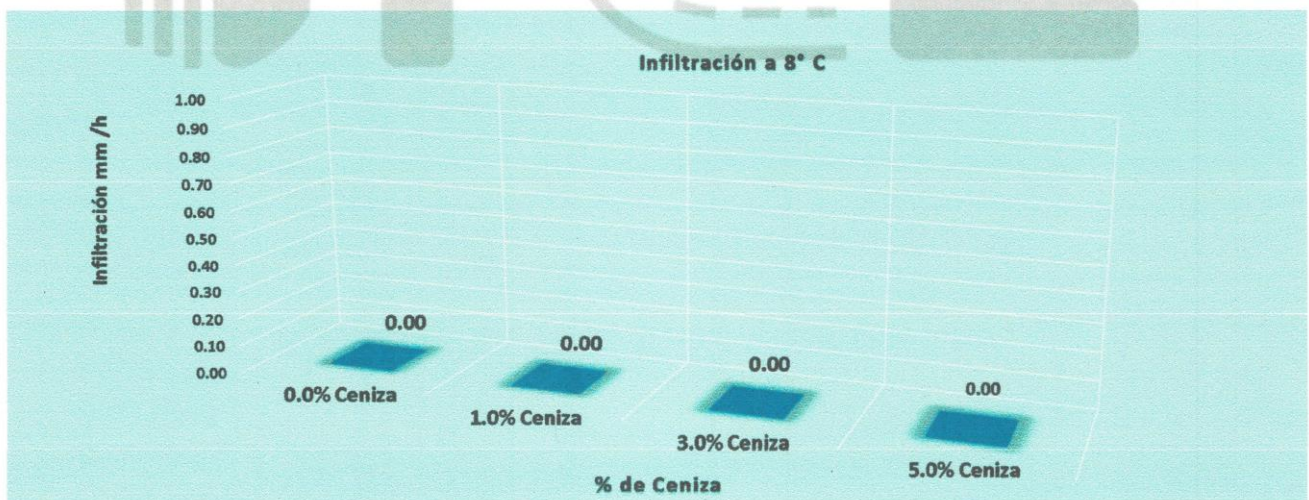 Infiltración a 8° C
Infiltración mm /h
1.00
0.90
0.80
0.70
0.60
0.50
0.40
0.30
0.20
0.10
0.00
0.00
0.00
0.00
0.00
0.0% Ceniza
1.0% Ceniza
3.0% Ceniza
5.0% Ceniza
% de Ceniza